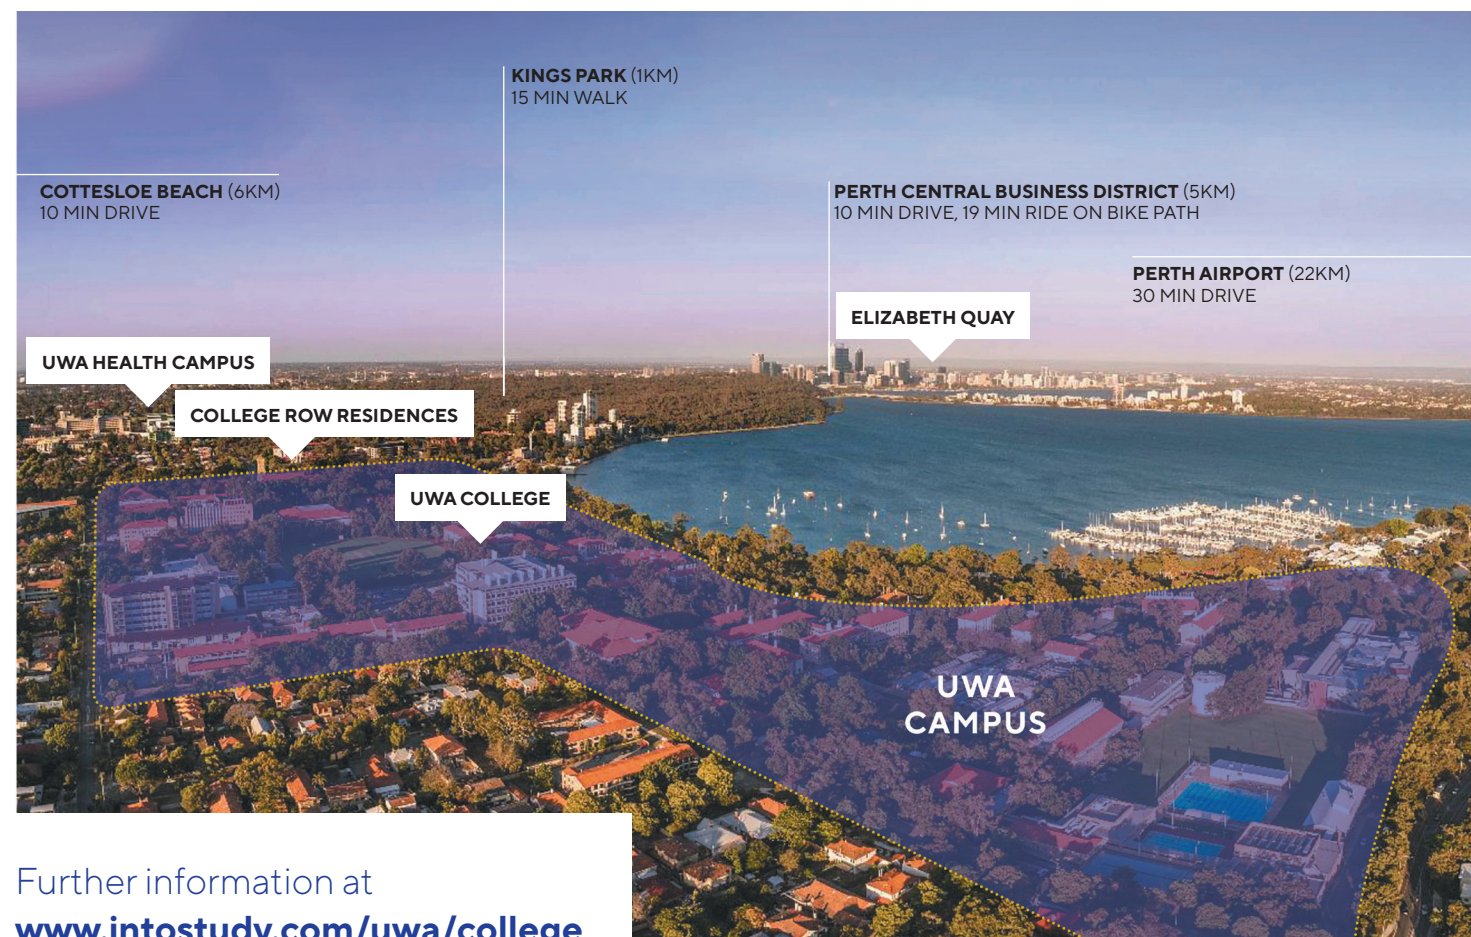 KINGS PARK (1KM)
15 MIN WALK
COTTESLOE BEACH (6KM)
10 MIN DRIVE
PERTH CENTRAL BUSINESS DISTRICT (5KM)
10 MIN DRIVE, 19 MIN RIDE ON BIKE PATH
PERTH AIRPORT (22KM)
30 MIN DRIVE
ELIZABETH QUAY
UWA HEALTH CAMPUS
COLLEGE ROW RESIDENCES
UWA COLLEGE
UWA
CAMPUS
Further information at
www.intostudy.com/uwa/college